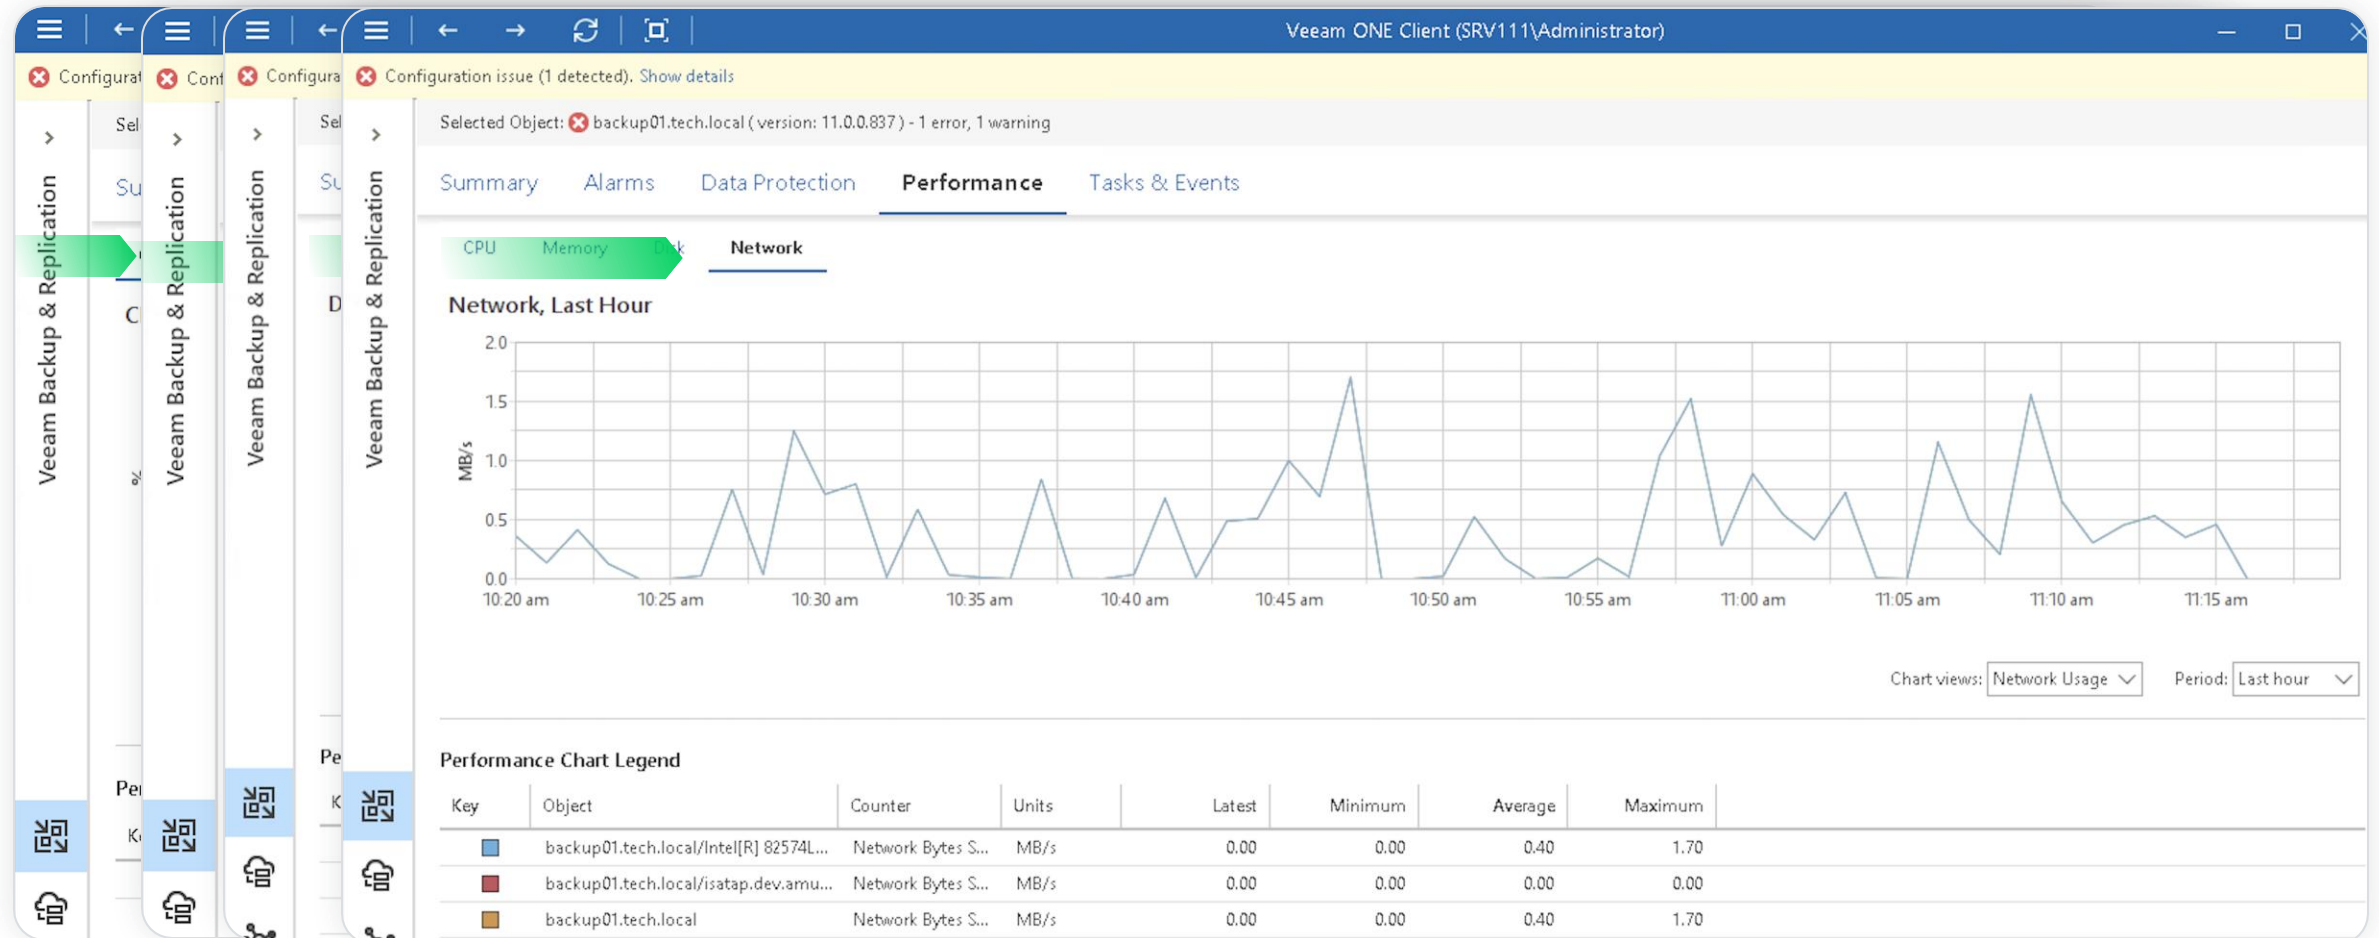 Veeam ONE Client (SRV111\Administrator)
Configurat
Conf
Configura
Configuration issue (1 detected). Show details
Sel
Sel
Selected Object: backup01.tech.local ( version: 11.0.0.837 ) - 1 error, 1 warning
Su
Su
Summary Alarms Data Protection Performance Tasks & Events
Veeam Backup & Replication
Veeam Backup & Replication
Veeam Backup & Replication
Veeam Backup & Replication
CPU Memory Disk Network
D
Network, Last Hour
MB/s
2.0
1.5
1.0
0.5
0.0
10:20 am 10:25 am 10:30 am 10:35 am 10:40 am 10:45 am 10:50 am 10:55 am 11:00 am 11:05 am 11:10 am 11:15 am
Chart views: Network Usage Period: Last hour
Per
Pe
Performance Chart Legend
K
K
Key Object Counter Units Latest Minimum Average Maximum
backup01.tech.local/Intel[R] 82574L... Network Bytes S... MB/s 0.00 0.00 0.40 1.70
backup01.tech.local/isatap.dev.amu... Network Bytes S... MB/s 0.00 0.00 0.00 0.00
backup01.tech.local Network Bytes S... MB/s 0.00 0.00 0.40 1.70